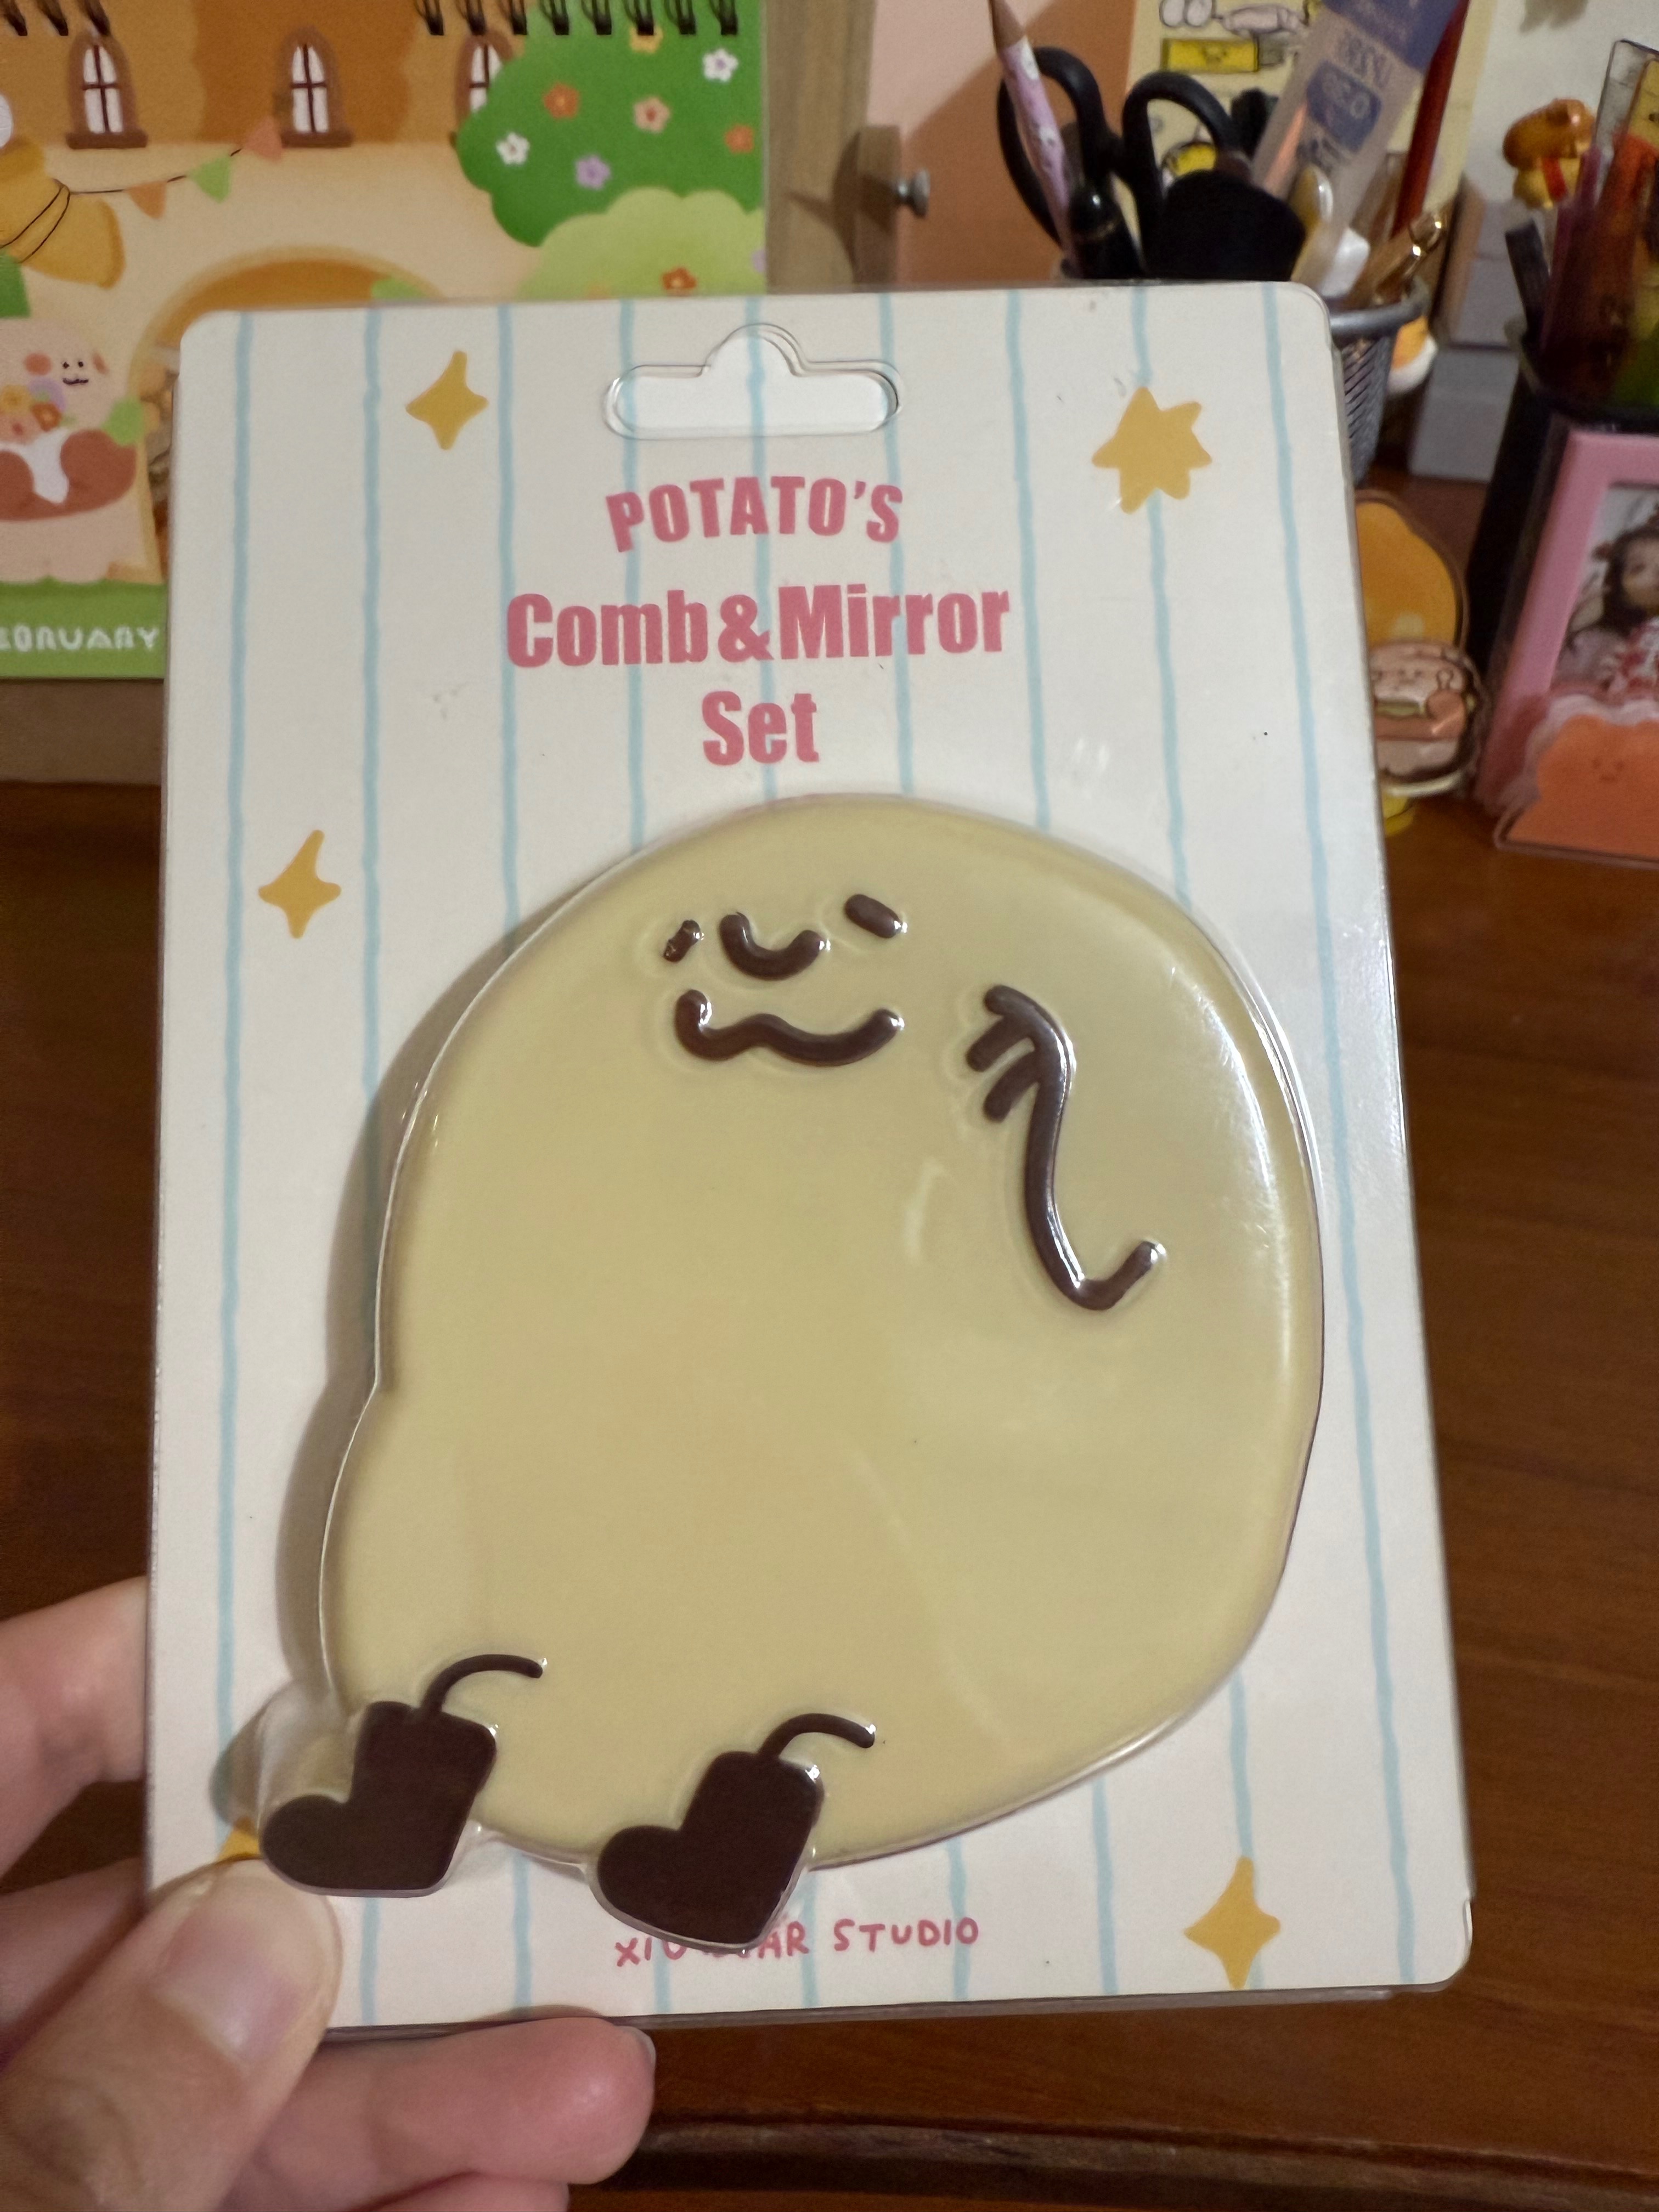 POTATO'S
Comb&Mirror
Set
STUDIO